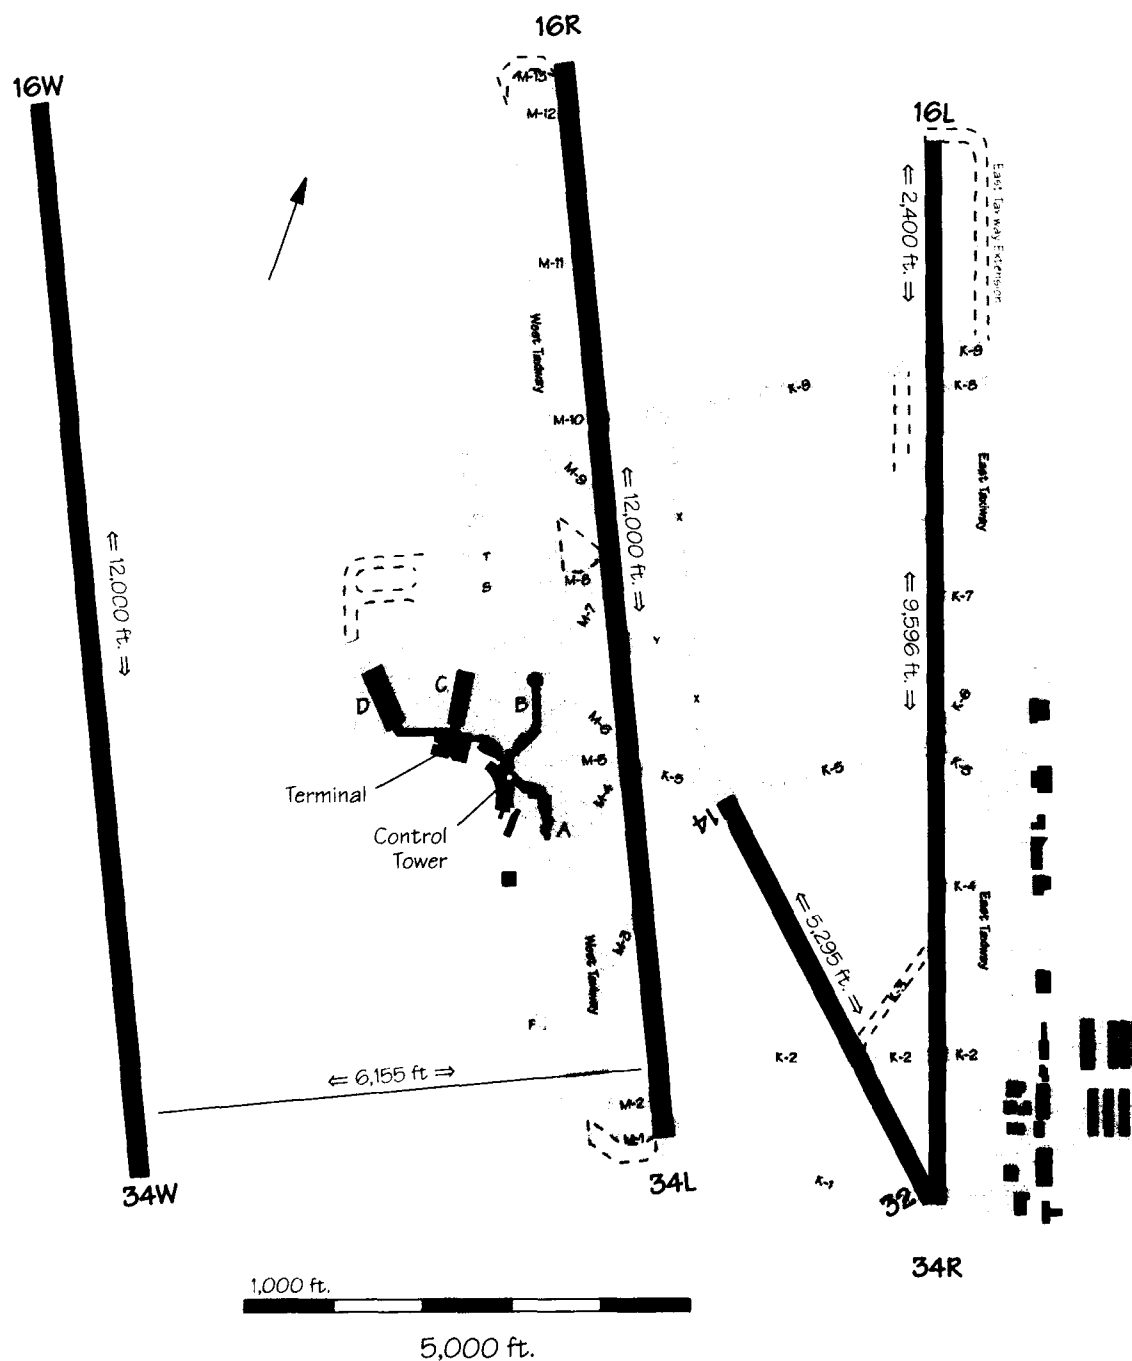 16R
16W
M-13
16L
M-12
⇐ 2,400 ft. ⇒
East Taxiway Extension
M-11
West Taxiway
K-9
K-9
K-8
M-10
M-9
East Taxiway
⇐ 12,000 ft. ⇒
X
⇐ 12,000 ft. ⇒
T
S
M-8
⇐ 9,596 ft. ⇒
K-7
M-7
Y
C
B
D
X
M-6
M-5
K-5
K-5
K-5
Terminal
M-4
14
Control
Tower
A
K-4
East Taxiway
⇐ 5,295 ft. ⇒
West Taxiway
M-3
K-3
F
K-2
K-2
K-2
⇐ 6,155 ft ⇒
M-2
M-1
34W
34L
K-1
32
34R
1,000 ft.
5,000 ft.